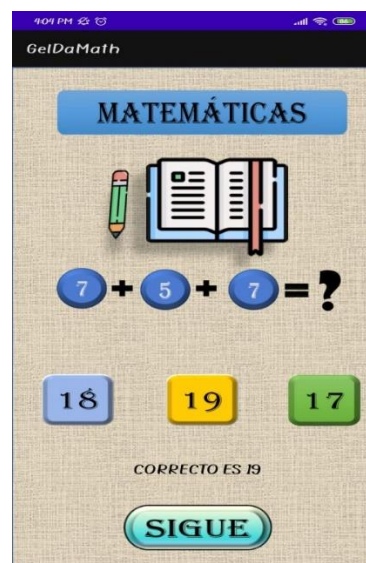 9:09 PM
GelDaMath
MATEMÁTICAS
7 + 5 + 7 = ?
18 19 17
CORRECTO ES 19
SIGUE